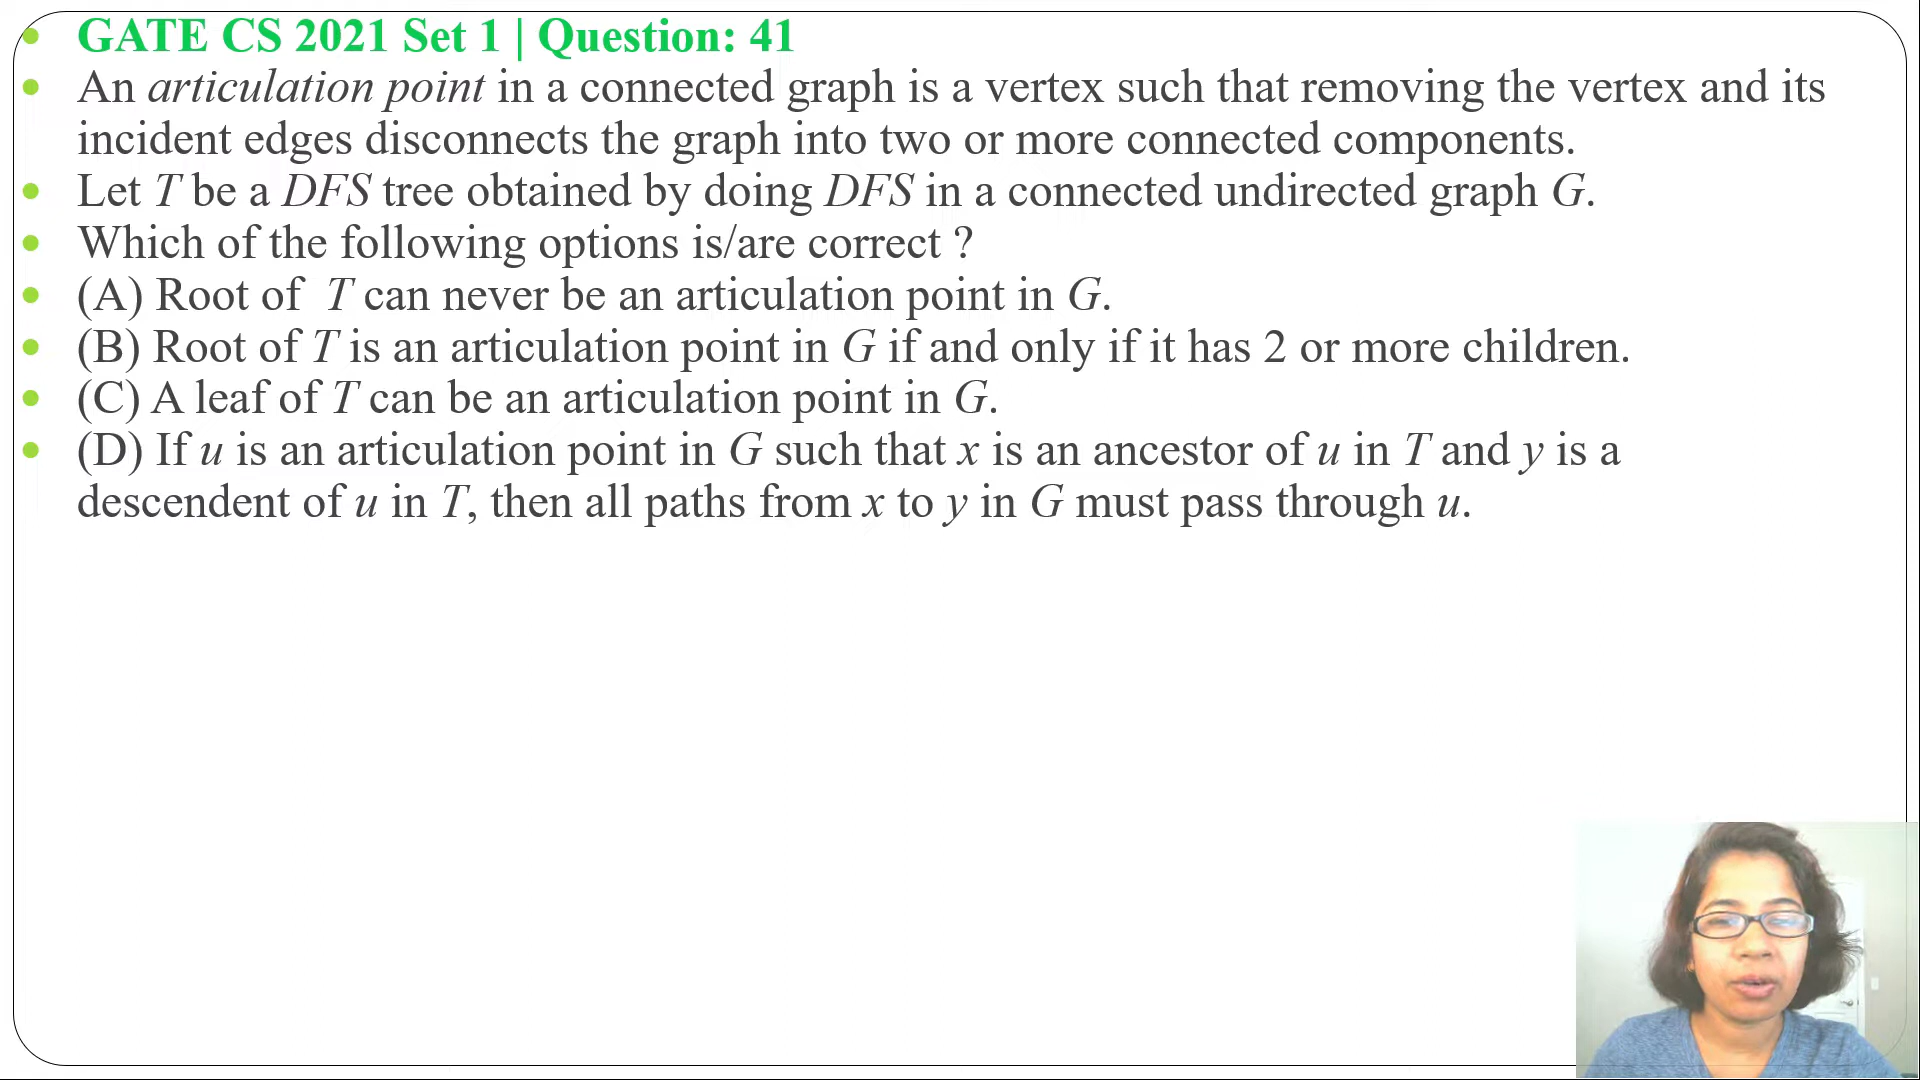 GATE CS 2021 Set 1 | Question: 41
An articulation point in a connected graph is a vertex such that removing the vertex and its
incident edges disconnects the graph into two or more connected components.
Let T be a DFS tree obtained by doing DFS in a connected undirected graph G.
Which of the following options is/are correct ?
(A) Root of T can never be an articulation point in G.
(B) Root of T is an articulation point in G if and only if it has 2 or more children.
(C) A leaf of T can be an articulation point in G.
(D) If u is an articulation point in G such that x is an ancestor of u in T and y is a
descendent of u in T, then all paths from x to y in G must pass through u.